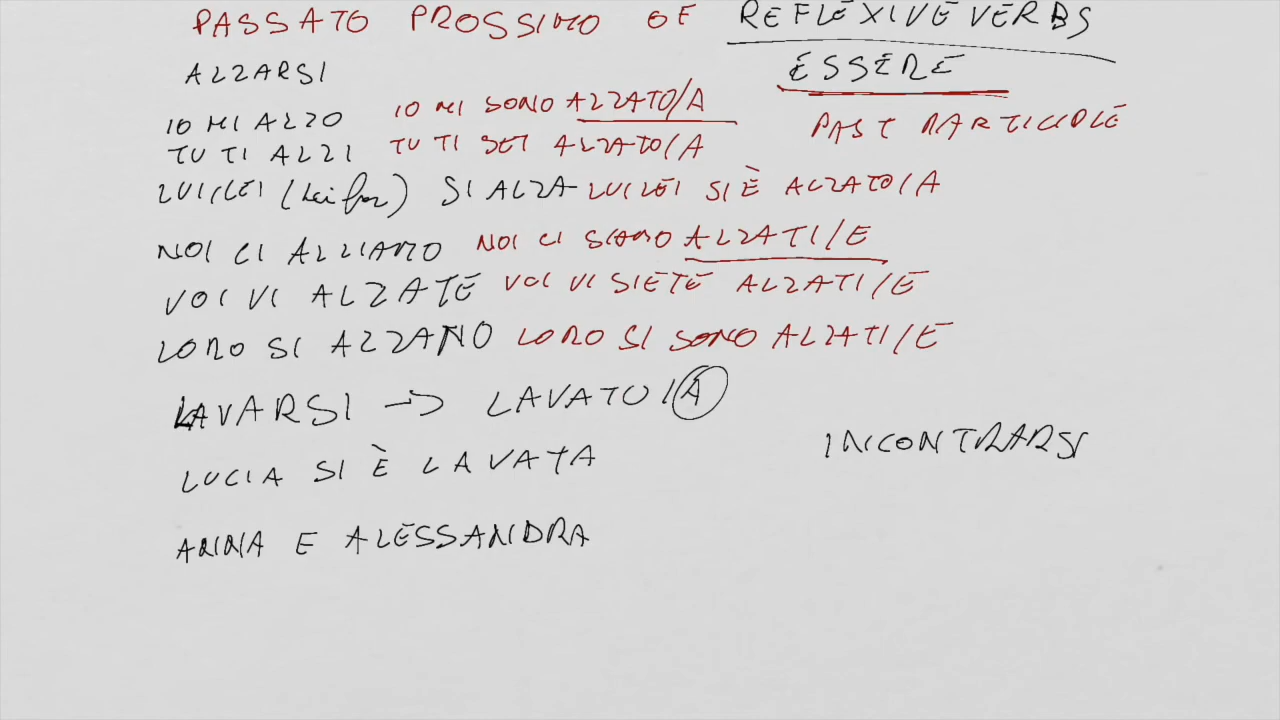 PASSATO PROSSIMO OF REFLEXIVE VERBS
ALZARSI ESSERE
IO MI ALZO IO MI SONO ALZATO/A PAST PARTICIPLE
TU TI ALZI TU TI SEI ALZATO/A
LUI/LEI (Lei for) SI ALZA LUI LEI SI È ALZATO/A
NOI CI ALZIAMO NOI CI SIAMO ALZATI/E
VOI VI ALZATE VOI VI SIETE ALZATI/E
LORO SI ALZANO LORO SI SONO ALZATI/E
LAVARSI → LAVATO/A
INCONTRARSI
LUCIA SI È LAVATA
ANNA E ALESSANDRA